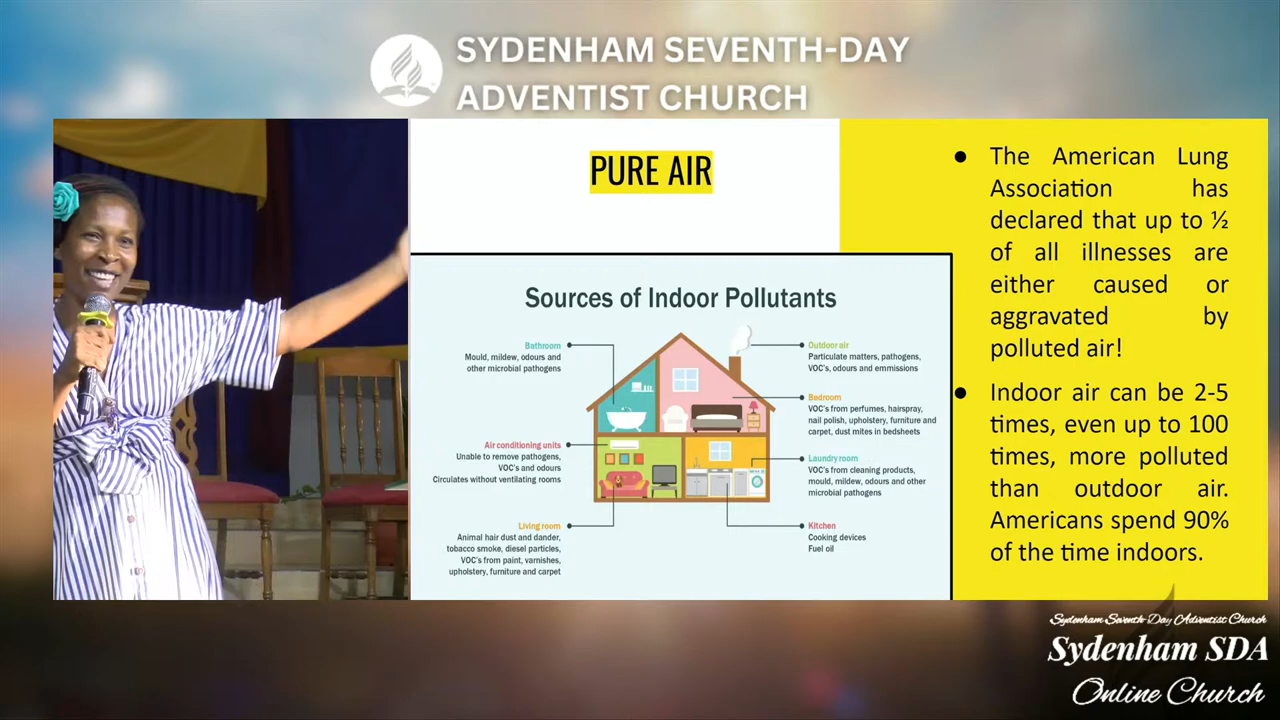 SYDENHAM SEVENTH-DAY
ADVENTIST CHURCH
PURE AIR
Sources of Indoor Pollutants
Bathroom
Mould, mildew, odours and
other microbial pathogens
Air conditioning units
Unable to remove pathogens,
VOC's and odours
Circulates without ventilating rooms
Living room
Animal hair dust and dander,
tobacco smoke, diesel particles,
VOC's from paint, varnishes,
upholstery, furniture and carpet
Outdoor air
Particulate matters, pathogens,
VOC's, odours and emmissions
Bedroom
VOC's from perfumes, hairspray,
nail polish, upholstery, furniture and
carpet, dust mites in bedsheets
Laundry room
VOC's from cleaning products,
mould, mildew, odours and other
microbial pathogens
Kitchen
Cooking devices
Fuel oil
● The American Lung
Association has
declared that up to ½
of all illnesses are
either caused or
aggravated by
polluted air!
● Indoor air can be 2-5
times, even up to 100
times, more polluted
than outdoor air.
Americans spend 90%
of the time indoors.
Sydenham Seventh-Day Adventist Church
Sydenham SDA
Online Church